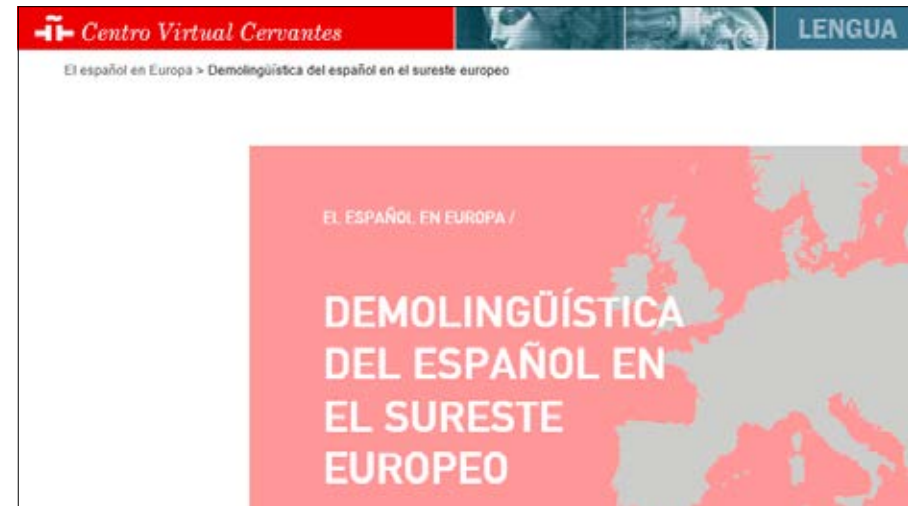 Centro Virtual Cervantes
LENGUA
El español en Europa > Demolingüística del español en el sureste europeo
EL ESPAÑOL EN EUROPA /
DEMOLINGÜÍSTICA
DEL ESPAÑOL EN
EL SURESTE
EUROPEO